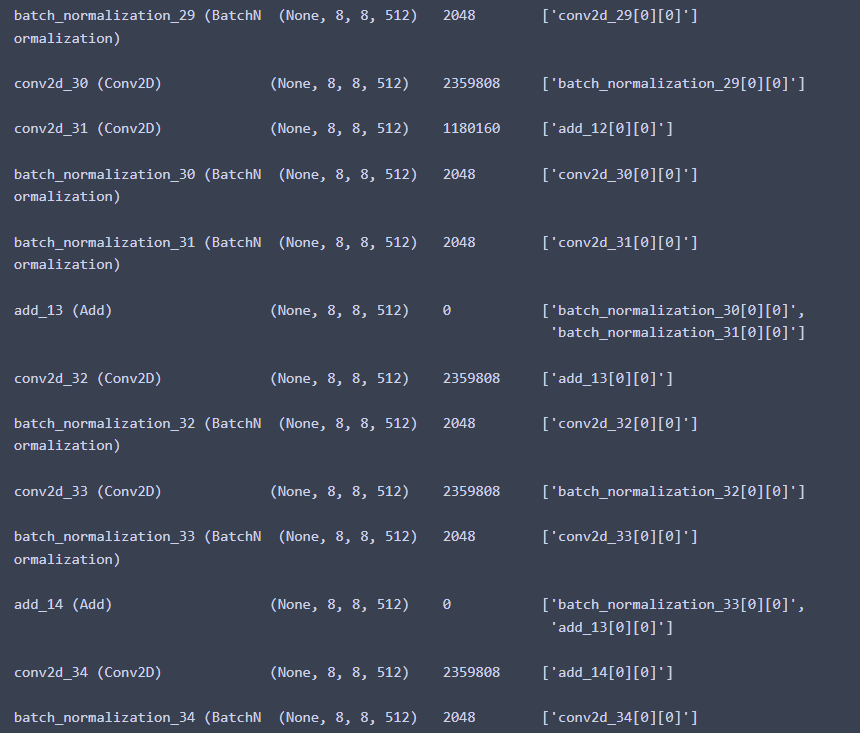 batch_normalization_29 (BatchN  (None, 8, 8, 512)   2048        ['conv2d_29[0][0]']
ormalization)
conv2d_30 (Conv2D)             (None, 8, 8, 512)    2359808     ['batch_normalization_29[0][0]']
conv2d_31 (Conv2D)             (None, 8, 8, 512)    1180160     ['add_12[0][0]']
batch_normalization_30 (BatchN  (None, 8, 8, 512)   2048        ['conv2d_30[0][0]']
ormalization)
batch_normalization_31 (BatchN  (None, 8, 8, 512)   2048        ['conv2d_31[0][0]']
ormalization)
add_13 (Add)                   (None, 8, 8, 512)    0           ['batch_normalization_30[0][0]',
'batch_normalization_31[0][0]']
conv2d_32 (Conv2D)             (None, 8, 8, 512)    2359808     ['add_13[0][0]']
batch_normalization_32 (BatchN  (None, 8, 8, 512)   2048        ['conv2d_32[0][0]']
ormalization)
conv2d_33 (Conv2D)             (None, 8, 8, 512)    2359808     ['batch_normalization_32[0][0]']
batch_normalization_33 (BatchN  (None, 8, 8, 512)   2048        ['conv2d_33[0][0]']
ormalization)
add_14 (Add)                   (None, 8, 8, 512)    0           ['batch_normalization_33[0][0]',
'add_13[0][0]']
conv2d_34 (Conv2D)             (None, 8, 8, 512)    2359808     ['add_14[0][0]']
batch_normalization_34 (BatchN  (None, 8, 8, 512)   2048        ['conv2d_34[0][0]']